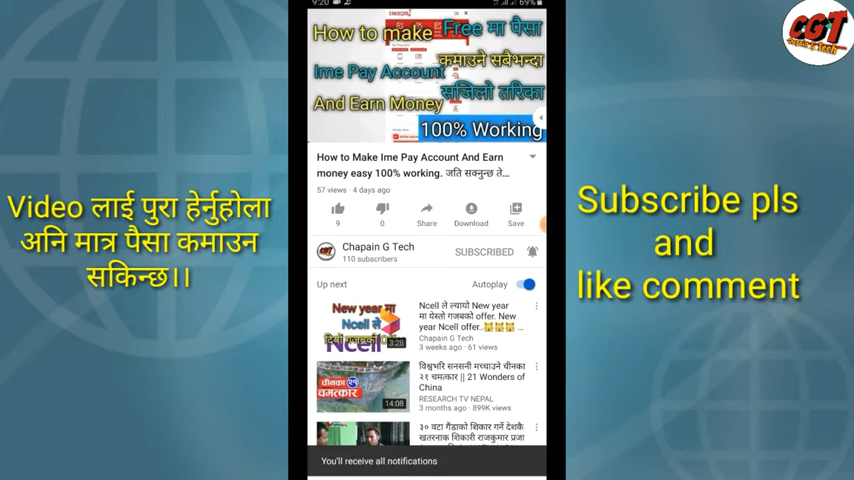 9:20
69%
CGT
Chapain G Tech
How to make
Free मा पैसा
कमाउने सबैभन्दा
Ime Pay Account
सजिलो तरिका
And Earn Money
100% Working
How to Make Ime Pay Account And Earn
money easy 100% working. जति सक्नुन्छ ते...
57 views · 4 days ago
9
0
Share
Download
Save
Chapain G Tech
110 subscribers
SUBSCRIBED
Up next
Autoplay
New year मा
Ncell ले
Ncell
3:28
Ncell ले ल्यायो New year
मा येस्तो गजबको offer. New
year Ncell offer..
...
Chapain G Tech
3 weeks ago · 61 views
चीनका २१
चमत्कार
14:08
विश्वभरि सनसनी मच्चाउने चीनका
२१ चमत्कार || 21 Wonders of
China
RESEARCH TV NEPAL
3 months ago · 899K views
३० वटा गैंडाको शिकार गर्ने देशकै
खतरनाक शिकारी राजकुमार प्रजा
You'll receive all notifications
Video लाई पुरा हेर्नुहोला
अनि मात्र पैसा कमाउन
सकिन्छ।।
Subscribe pls
and
like comment